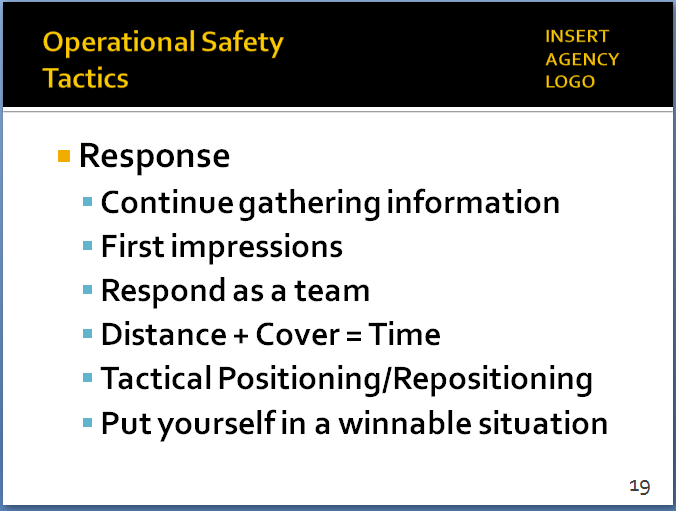 Operational Safety
Tactics
INSERT
AGENCY
LOGO
Response
Continue gathering information
First impressions
Respond as a team
Distance + Cover = Time
Tactical Positioning/Repositioning
Put yourself in a winnable situation
19